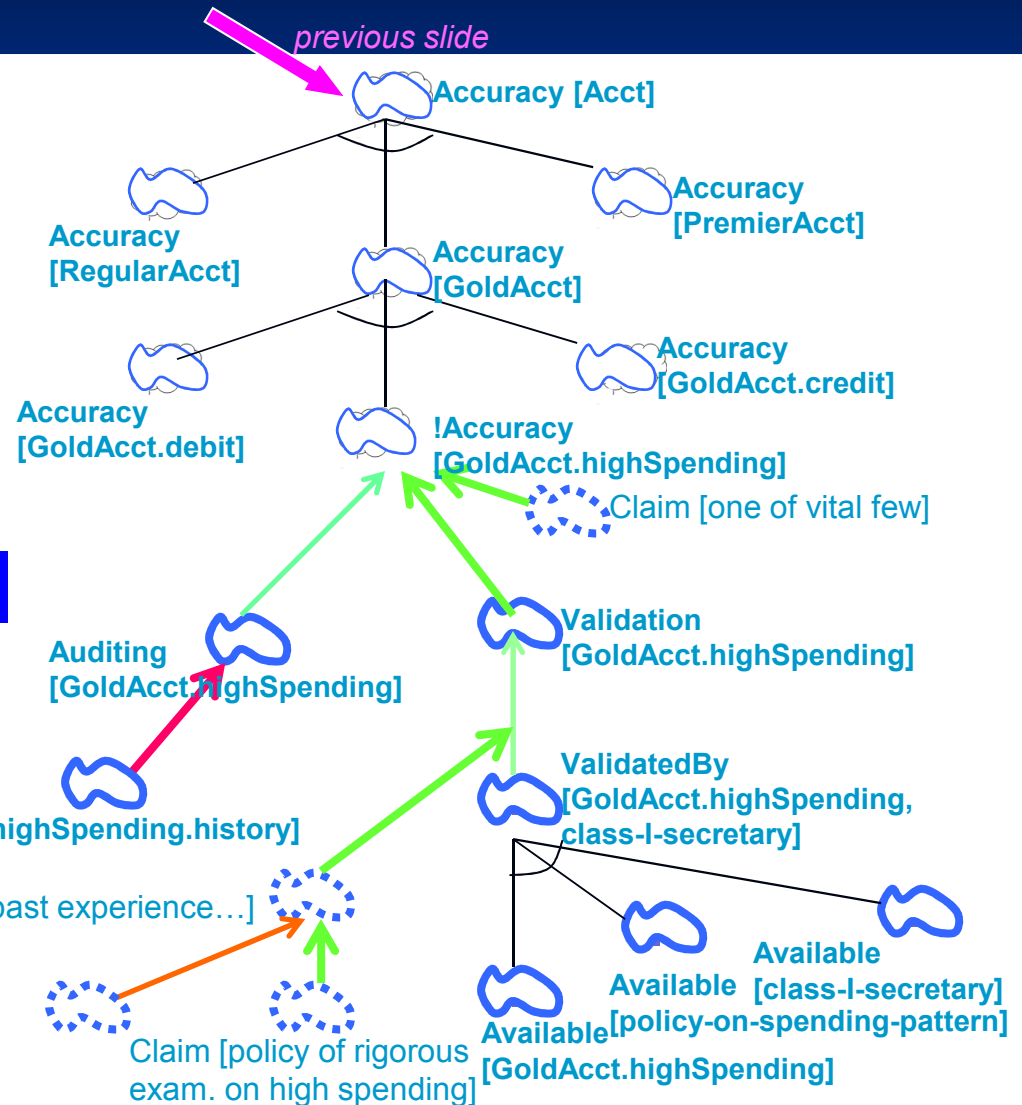 previous slide
Accuracy [Acct]
Accuracy
[PremierAcct]
Accuracy
[RegularAcct]
Accuracy
[GoldAcct]
Accuracy
[GoldAcct.credit]
Accuracy
[GoldAcct.debit]
!Accuracy
[GoldAcct.highSpending]
Claim [one of vital few]
Validation
[GoldAcct.highSpending]
Auditing
[GoldAcct.highSpending]
ValidatedBy
[GoldAcct.highSpending,
class-I-secretary]
highSpending.history]
past experience…]
Available
[class-I-secretary]
Available
[policy-on-spending-pattern]
Available
[GoldAcct.highSpending]
Claim [policy of rigorous
exam. on high spending]